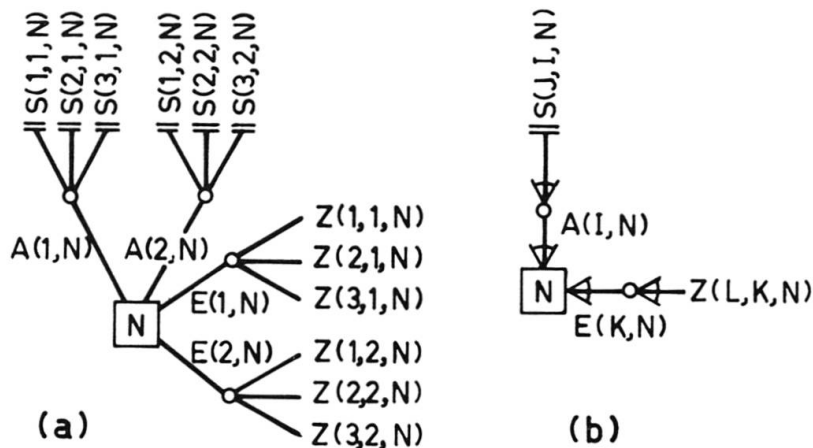 S(1,1,N)
S(2,1,N)
S(3,1,N)
S(1,2,N)
S(2,2,N)
S(3,2,N)
A(1,N)
A(2,N)
N
E(1,N)
E(2,N)
Z(1,1,N)
Z(2,1,N)
Z(3,1,N)
Z(1,2,N)
Z(2,2,N)
Z(3,2,N)
(a)
S(J,I,N)
A(I,N)
N
E(K,N)
Z(L,K,N)
(b)